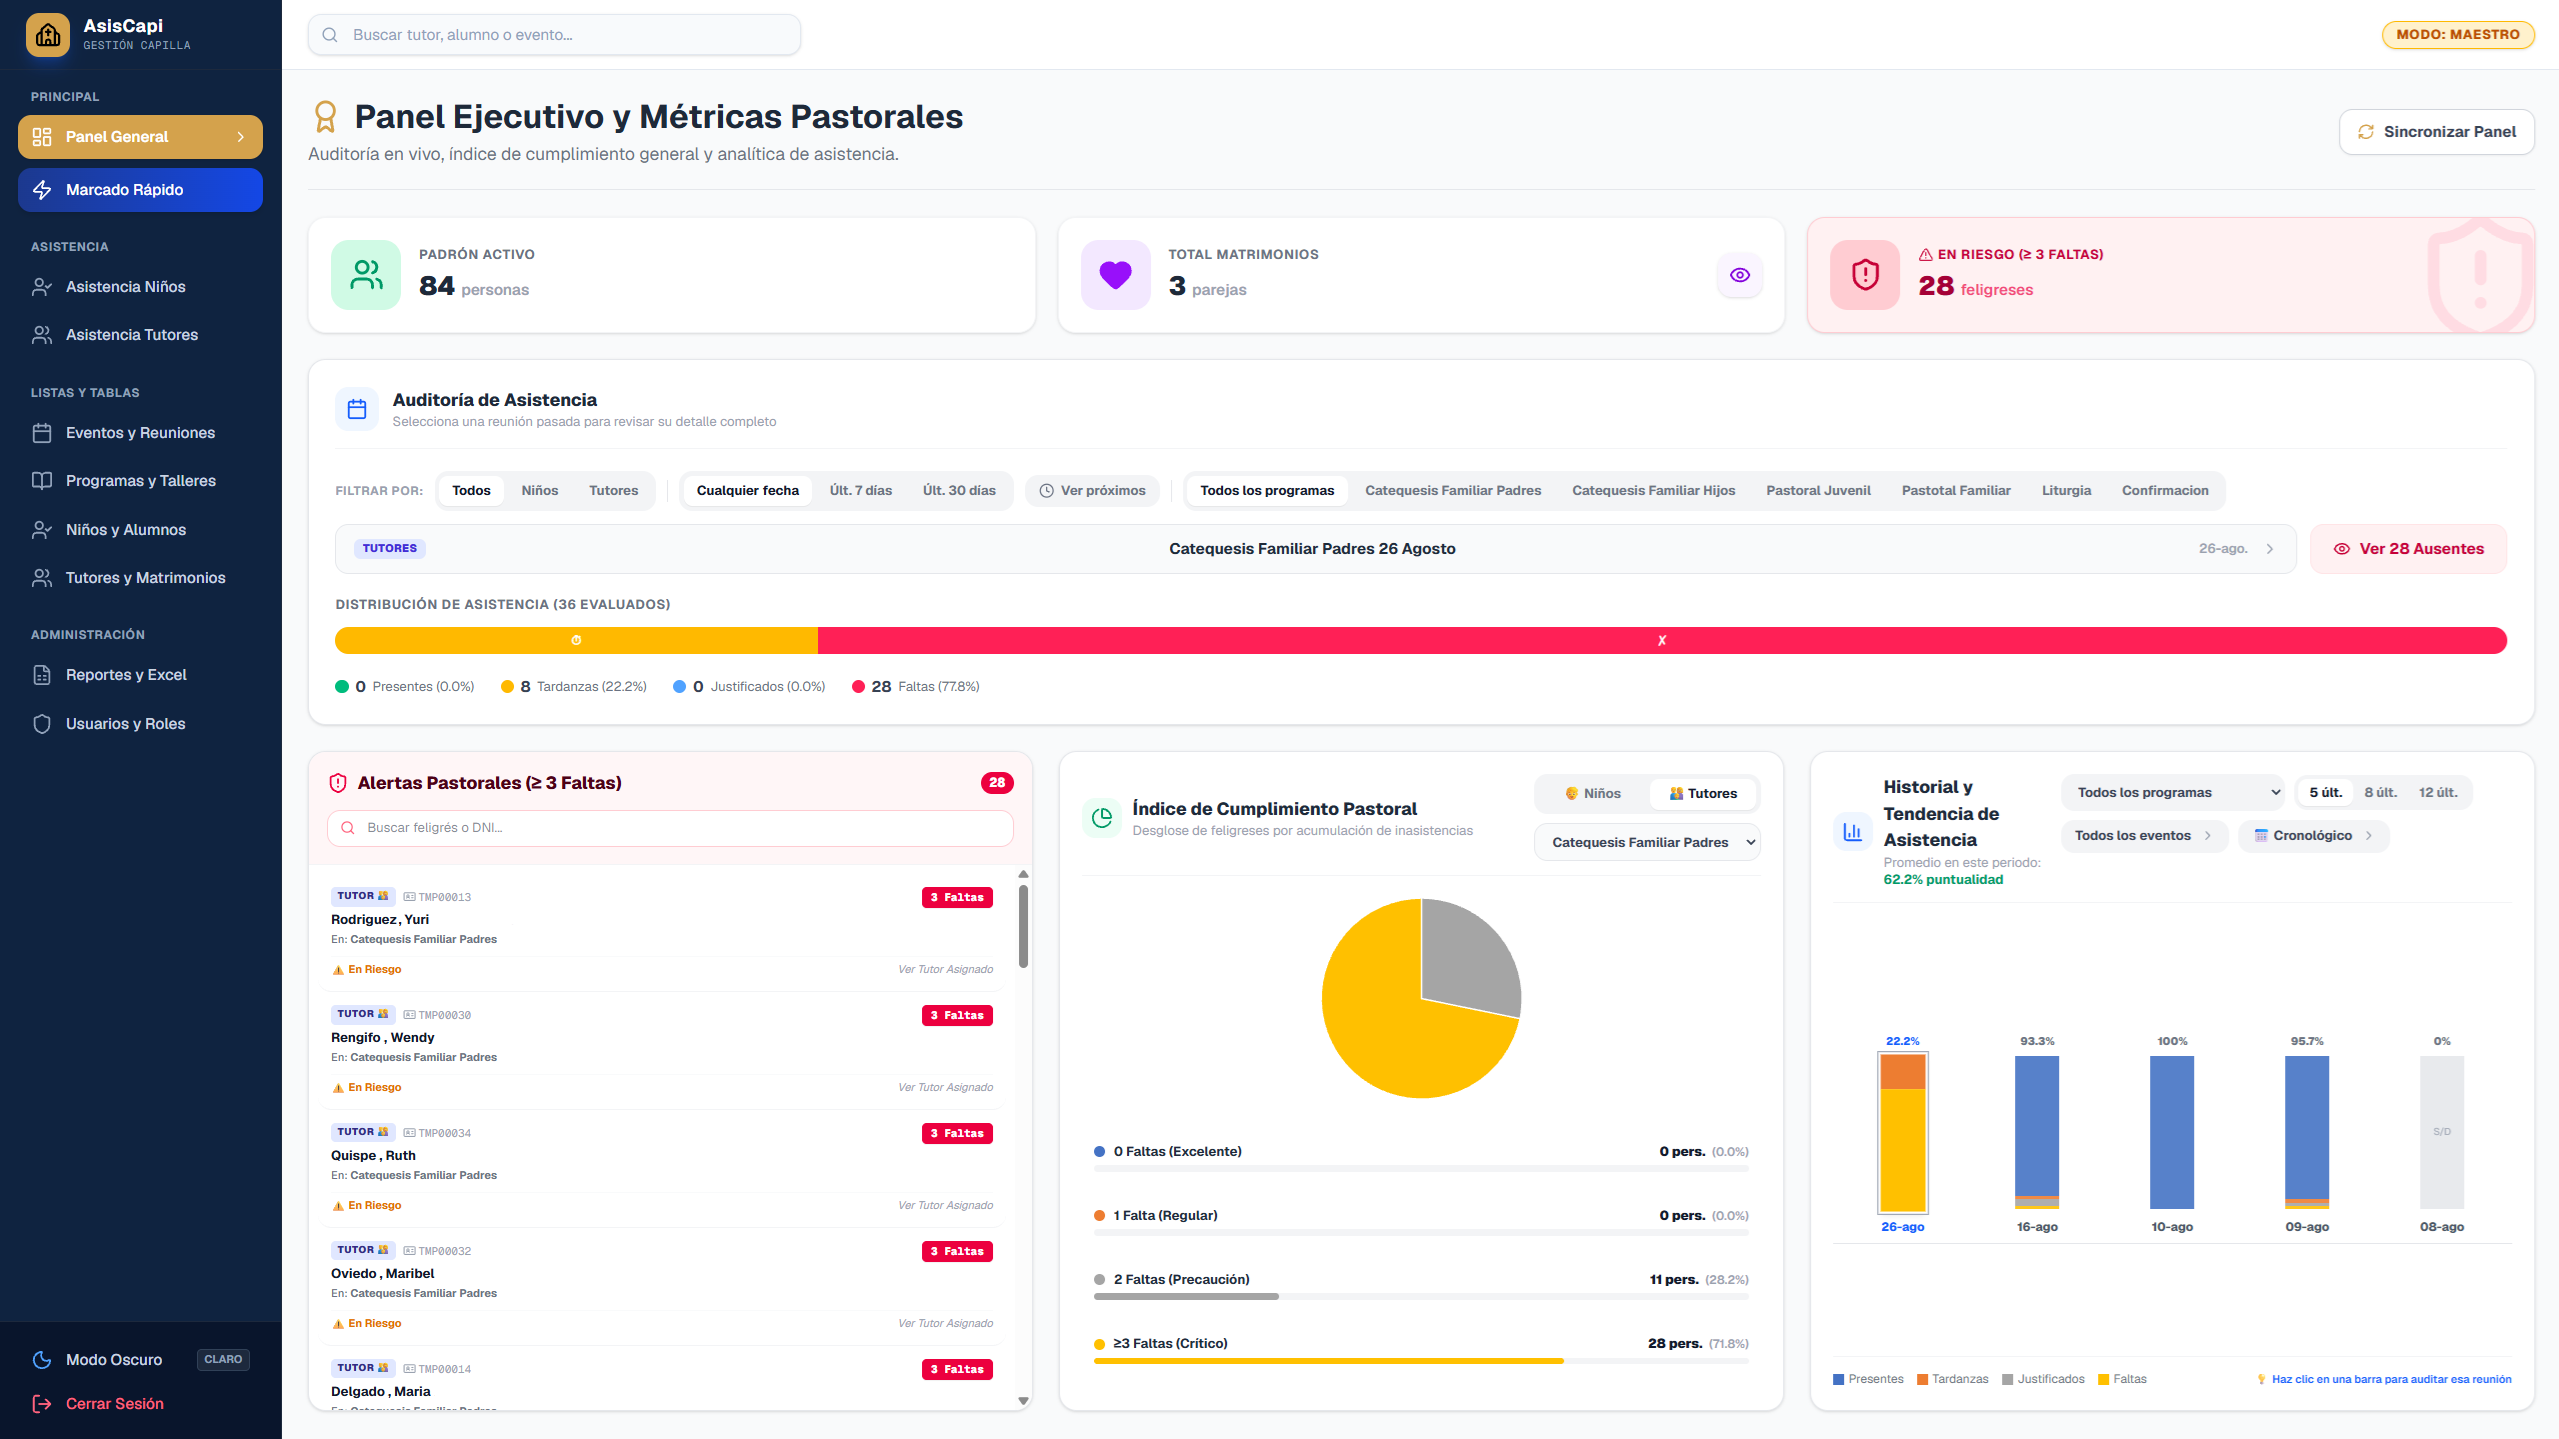 AsisCapi
GESTIÓN CAPILLA
PRINCIPAL
Panel General
Marcado Rápido
ASISTENCIA
Asistencia Niños
Asistencia Tutores
LISTAS Y TABLAS
Eventos y Reuniones
Programas y Talleres
Niños y Alumnos
Tutores y Matrimonios
ADMINISTRACIÓN
Reportes y Excel
Usuarios y Roles
Modo Oscuro CLARO
Cerrar Sesión
Buscar tutor, alumno o evento...
MODO: MAESTRO
Panel Ejecutivo y Métricas Pastorales
Auditoría en vivo, índice de cumplimiento general y analítica de asistencia.
Sincronizar Panel
PADRÓN ACTIVO
84 personas
TOTAL MATRIMONIOS
3 parejas
EN RIESGO (≥ 3 FALTAS)
28 feligreses
Auditoría de Asistencia
Selecciona una reunión pasada para revisar su detalle completo
FILTRAR POR: Todos Niños Tutores Cualquier fecha Últ. 7 días Últ. 30 días Ver próximos Todos los programas Catequesis Familiar Padres Catequesis Familiar Hijos Pastoral Juvenil Pastotal Familiar Liturgia Confirmacion
TUTORES Catequesis Familiar Padres 26 Agosto 26-ago. Ver 28 Ausentes
DISTRIBUCIÓN DE ASISTENCIA (36 EVALUADOS)
0 Presentes (0.0%) 8 Tardanzas (22.2%) 0 Justificados (0.0%) 28 Faltas (77.8%)
Alertas Pastorales (≥ 3 Faltas) 28
Buscar feligrés o DNI...
TUTOR TMP00013 3 Faltas
Rodriguez, Yuri
En: Catequesis Familiar Padres
En Riesgo Ver Tutor Asignado
TUTOR TMP00030 3 Faltas
Rengifo , Wendy
En: Catequesis Familiar Padres
En Riesgo Ver Tutor Asignado
TUTOR TMP00034 3 Faltas
Quispe , Ruth
En: Catequesis Familiar Padres
En Riesgo Ver Tutor Asignado
TUTOR TMP00032 3 Faltas
Oviedo , Maribel
En: Catequesis Familiar Padres
En Riesgo Ver Tutor Asignado
TUTOR TMP00014 3 Faltas
Delgado , Maria
En: Catequesis Familiar Padres
Índice de Cumplimiento Pastoral
Desglose de feligreses por acumulación de inasistencias
Niños Tutores
Catequesis Familiar Padres
0 Faltas (Excelente) 0 pers. (0.0%)
1 Falta (Regular) 0 pers. (0.0%)
2 Faltas (Precaución) 11 pers. (28.2%)
≥3 Faltas (Crítico) 28 pers. (71.8%)
Historial y
Tendencia de
Asistencia
Promedio en este periodo:
62.2% puntualidad
Todos los programas 5 últ. 8 últ. 12 últ.
Todos los eventos Cronológico
22.2% 93.3% 100% 95.7% 0%
S/D
26-ago 16-ago 10-ago 09-ago 08-ago
Presentes Tardanzas Justificados Faltas
Haz clic en una barra para auditar esa reunión